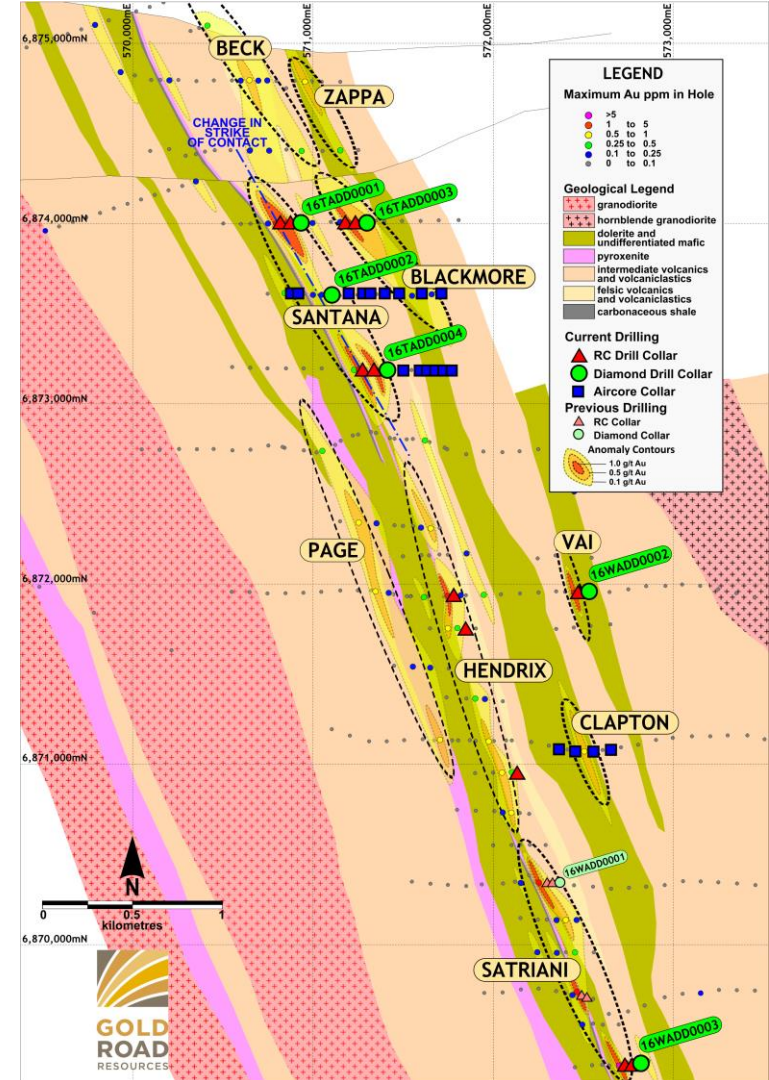 570,000mE
571,000mE
572,000mE
573,000mE
6,875,000mN
6,874,000mN
6,873,000mN
6,872,000mN
6,871,000mN
6,870,000mN
BECK
ZAPPA
CHANGE IN
STRIKE
OF CONTACT
16TADD0001
16TADD0003
16TADD0002
BLACKMORE
SANTANA
16TADD0004
PAGE
VAI
16WADD0002
HENDRIX
CLAPTON
16WADD0001
SATRIANI
16WADD0003
LEGEND
Maximum Au ppm in Hole
>5
1 to 5
0.5 to 1
0.25 to 0.5
0.1 to 0.25
0 to 0.1
Geological Legend
granodiorite
hornblende granodiorite
dolerite and
undifferentiated mafic
pyroxenite
intermediate volcanics
and volcaniclastics
felsic volcanics
and volcaniclastics
carbonaceous shale
Current Drilling
RC Drill Collar
Diamond Drill Collar
Aircore Collar
Previous Drilling
RC Collar
Diamond Collar
Anomaly Contours
1.0 g/t Au
0.5 g/t Au
0.1 g/t Au
N
0 0.5 1
kilometres
GOLD
ROAD
RESOURCES